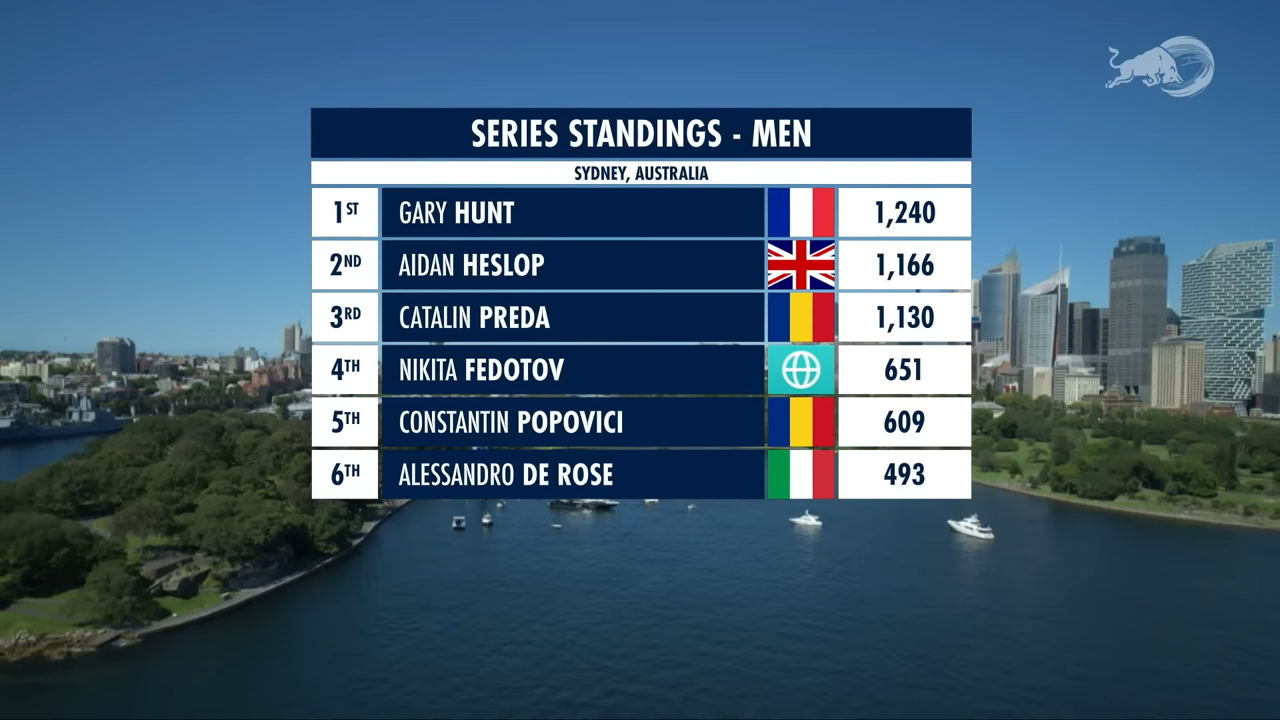 SERIES STANDINGS - MEN
SYDNEY, AUSTRALIA
1ST GARY HUNT 1,240
2ND AIDAN HESLOP 1,166
3RD CATALIN PREDA 1,130
4TH NIKITA FEDOTOV 651
5TH CONSTANTIN POPOVICI 609
6TH ALESSANDRO DE ROSE 493